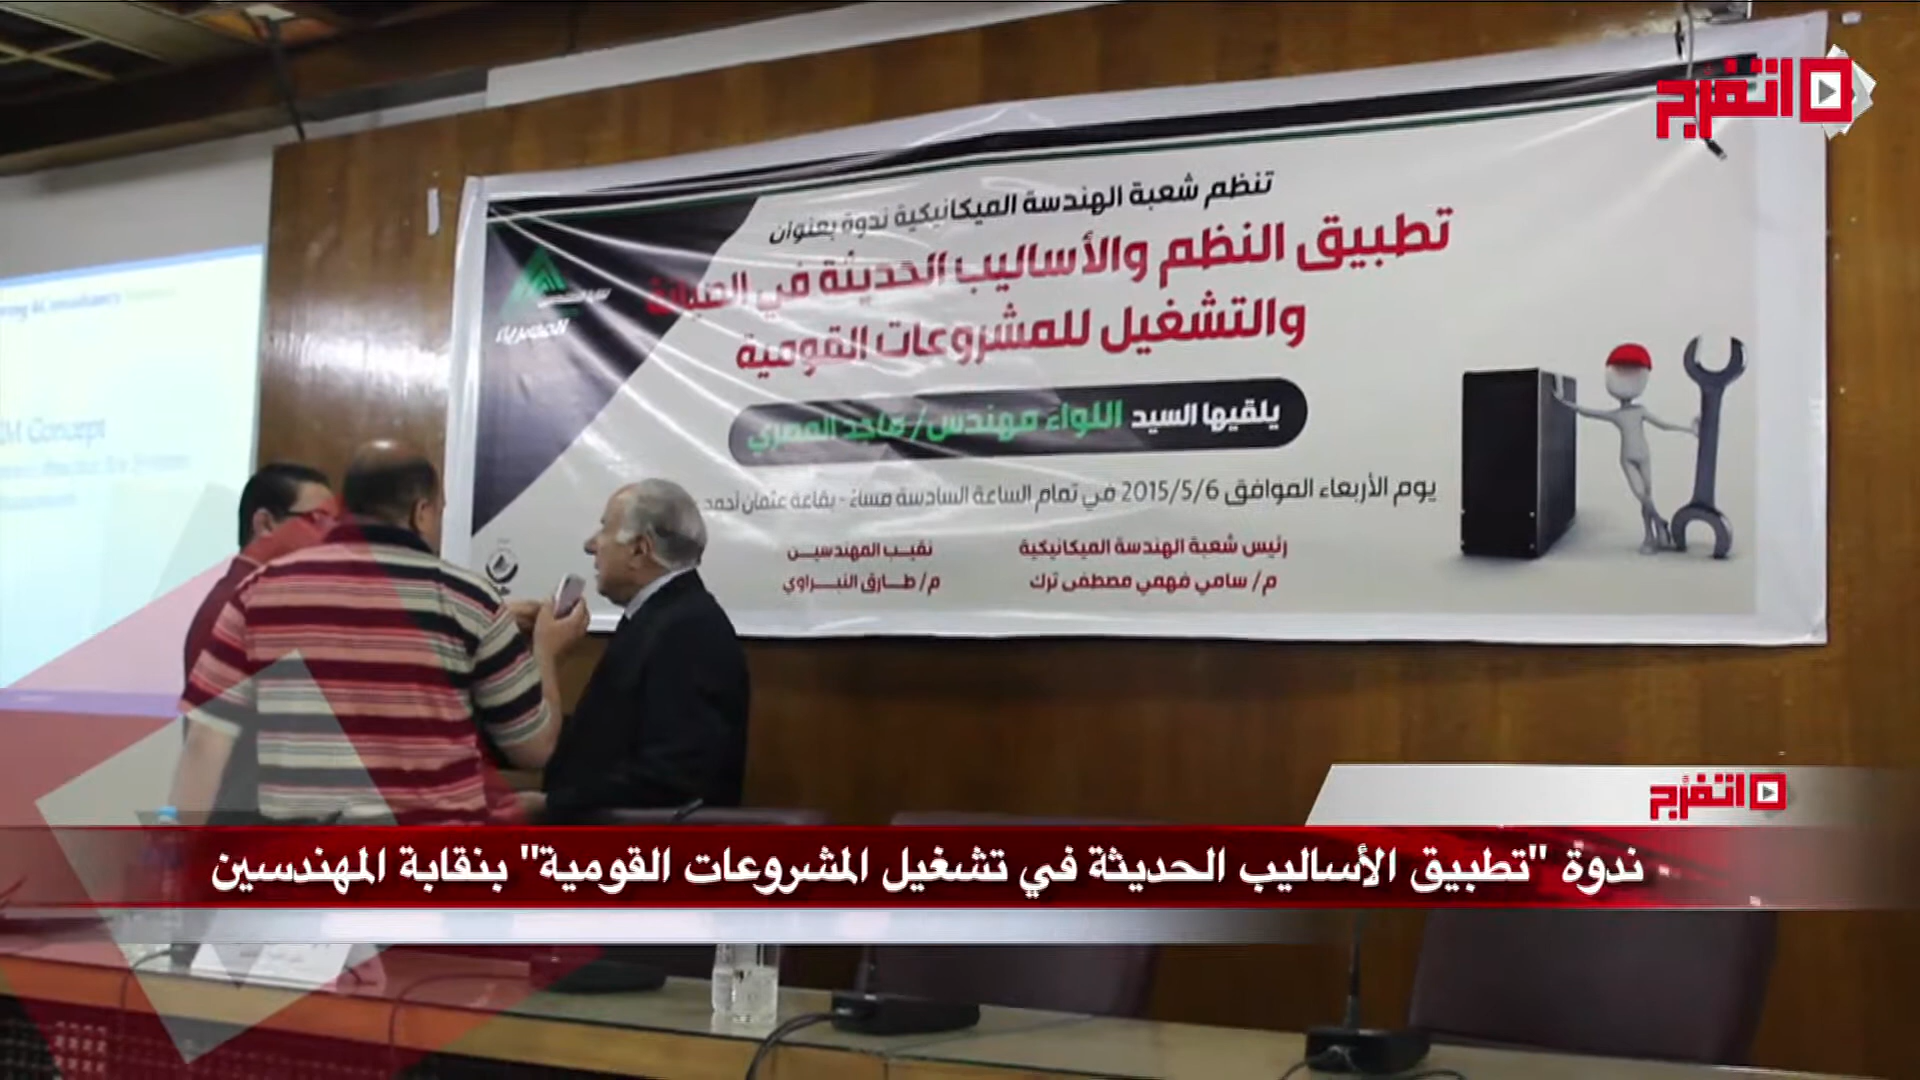 اتفرج
تنظم شعبة الهندسة الميكانيكية ندوة بعنوان
تطبيق النظم والأساليب الحديثة في الصيانة
والتشغيل للمشروعات القومية
يلقيها السيد اللواء مهندس/ ماجد المصري
يوم الأربعاء الموافق 2015/5/6 في تمام الساعة السادسة مساءً - بقاعة عثمان أحمد
رئيس شعبة الهندسة الميكانيكية
م/ سامي فهمي مصطفى ترك
نقيب المهندسين
م/ طارق النبراوي
المصرية
M Concept
اتفرج
ندوة "تطبيق الأساليب الحديثة في تشغيل المشروعات القومية" بنقابة المهندسين